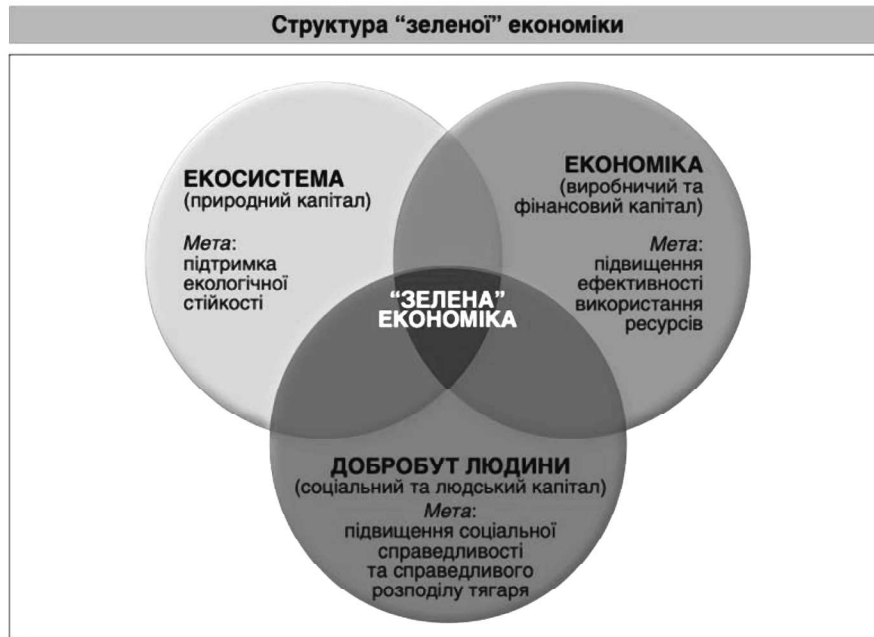 Структура “зеленої” економіки
ЕКОСИСТЕМА
(природний капітал)
Мета:
підтримка
екологічної
стійкості
ЕКОНОМІКА
(виробничий та
фінансовий капітал)
Мета:
підвищення
ефективності
використання
ресурсів
“ЗЕЛЕНА”
ЕКОНОМІКА
ДОБРОБУТ ЛЮДИНИ
(соціальний та людський капітал)
Мета:
підвищення соціальної
справедливості
та справедливого
розподілу тягаря